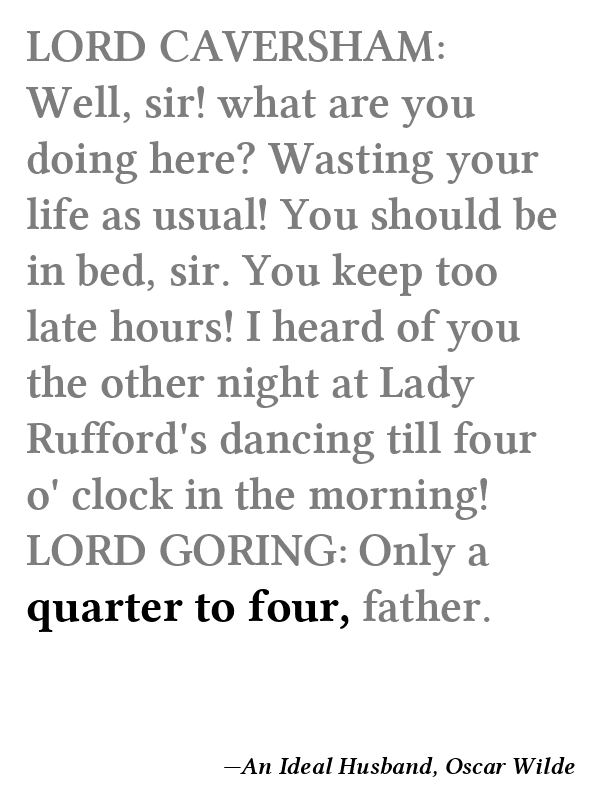 LORD CAVERSHAM:
Well, sir! what are you
doing here? Wasting your
life as usual! You should be
in bed, sir. You keep too
late hours! I heard of you
the other night at Lady
Rufford's dancing till four
o' clock in the morning!
LORD GORING: Only a
quarter to four, father.
—An Ideal Husband, Oscar Wilde